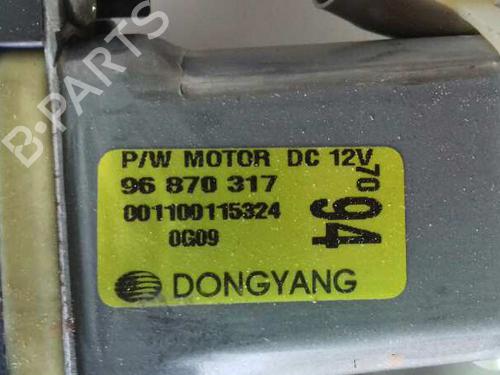 P/W MOTOR DC 12V
96 870 317
001100115324
0G09
70
94
DONGYANG
B-PARTS